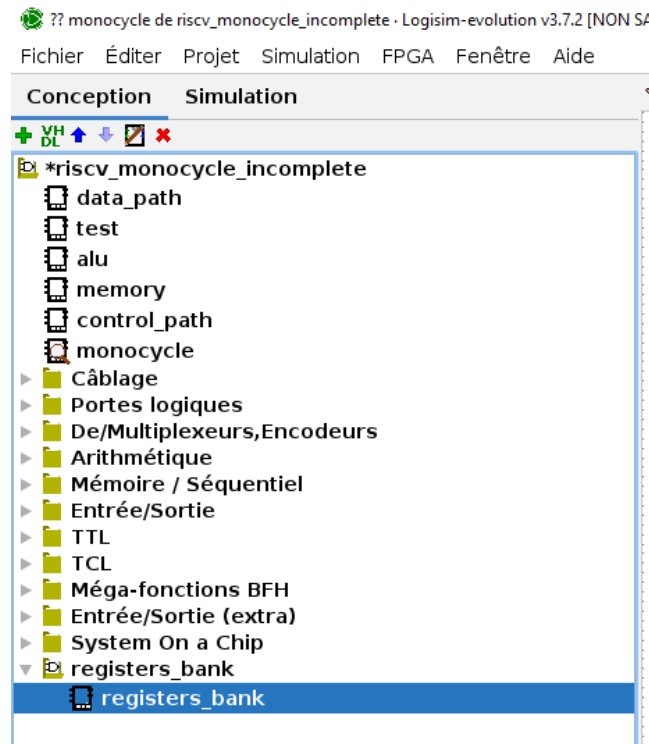 ?? monocycle de riscv_monocycle_incomplete · Logisim-evolution v3.7.2 [NON SA
Fichier Éditer Projet Simulation FPGA Fenêtre Aide
Conception Simulation
VH
DL
*riscv_monocycle_incomplete
data_path
test
alu
memory
control_path
monocycle
Câblage
Portes logiques
De/Multiplexeurs,Encodeurs
Arithmétique
Mémoire / Séquentiel
Entrée/Sortie
TTL
TCL
Méga-fonctions BFH
Entrée/Sortie (extra)
System On a Chip
registers_bank
registers_bank